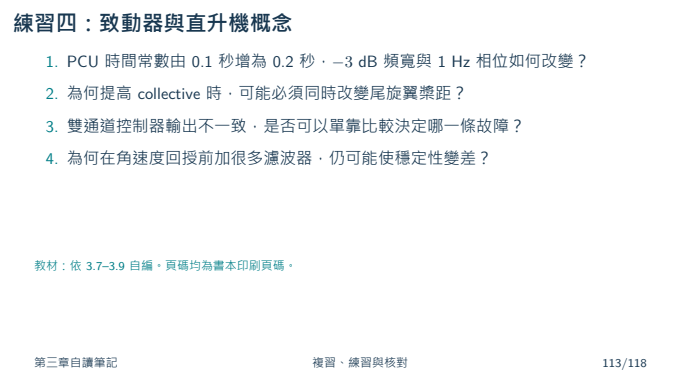 練習四：致動器與直升機概念
1. PCU 時間常數由 0.1 秒增為 0.2 秒，−3 dB 頻寬與 1 Hz 相位如何改變？
2. 為何提高 collective 時，可能必須同時改變尾旋翼槳距？
3. 雙通道控制器輸出不一致，是否可以單靠比較決定哪一條故障？
4. 為何在角速度回授前加很多濾波器，仍可能使穩定性變差？
教材：依 3.7–3.9 自編。頁碼均為書本印刷頁碼。
第三章自讀筆記 複習、練習與核對 113/118